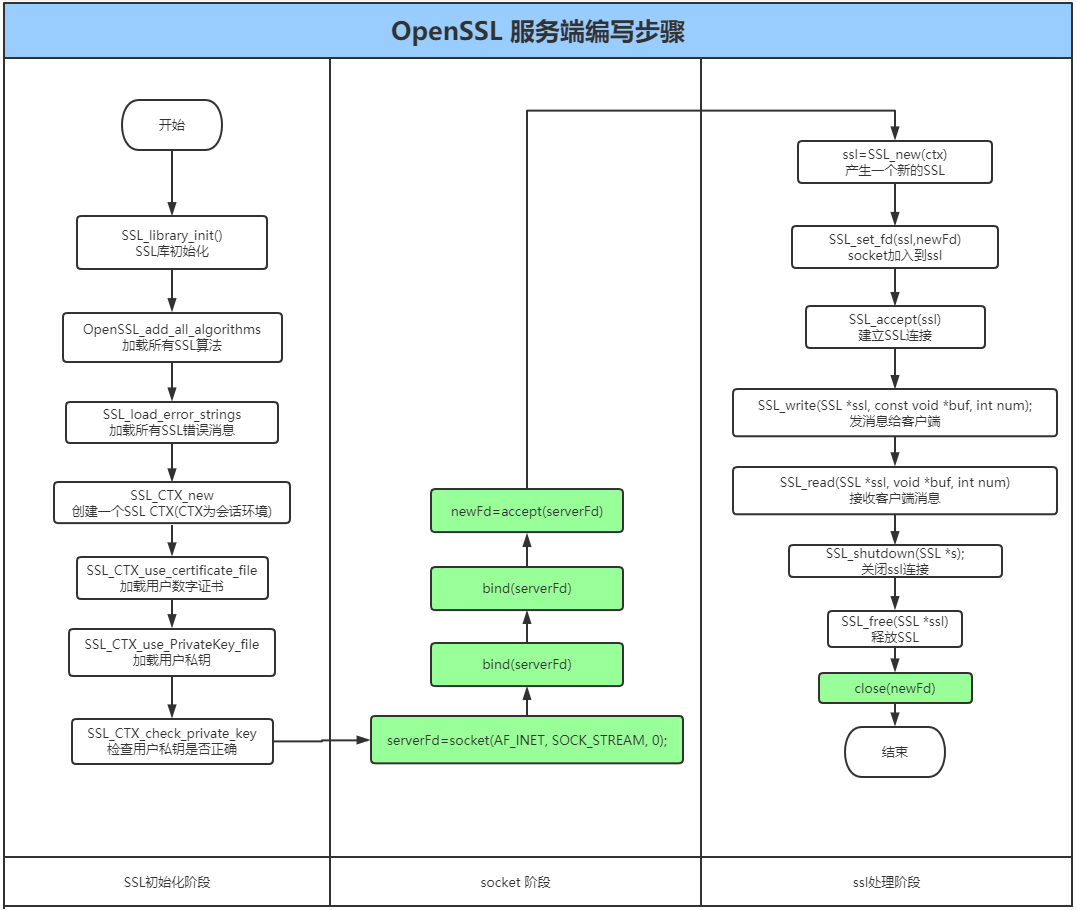 OpenSSL 服务端编写步骤
开始
SSL_library_init()
SSL库初始化
OpenSSL_add_all_algorithms
加载所有SSL算法
SSL_load_error_strings
加载所有SSL错误消息
SSL_CTX_new
创建一个SSL CTX(CTX为会话环境)
SSL_CTX_use_certificate_file
加载用户数字证书
SSL_CTX_use_PrivateKey_file
加载用户私钥
SSL_CTX_check_private_key
检查用户私钥是否正确
serverFd=socket(AF_INET, SOCK_STREAM, 0);
bind(serverFd)
bind(serverFd)
newFd=accept(serverFd)
ssl=SSL_new(ctx)
产生一个新的SSL
SSL_set_fd(ssl,newFd)
socket加入到ssl
SSL_accept(ssl)
建立SSL连接
SSL_write(SSL *ssl, const void *buf, int num);
发消息给客户端
SSL_read(SSL *ssl, void *buf, int num)
接收客户端消息
SSL_shutdown(SSL *s);
关闭ssl连接
SSL_free(SSL *ssl)
释放SSL
close(newFd)
结束
SSL初始化阶段
socket 阶段
ssl处理阶段